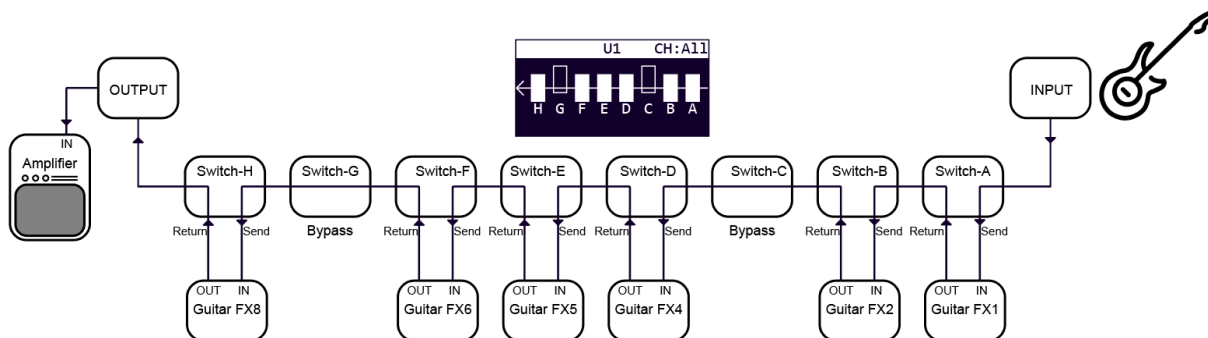 U1 CH:All
H G F E D C B A
OUTPUT
INPUT
IN
Amplifier
Switch-H
Switch-G
Switch-F
Switch-E
Switch-D
Switch-C
Switch-B
Switch-A
Return
Send
Bypass
Return
Send
Return
Send
Return
Send
Bypass
Return
Send
Return
Send
OUT IN
Guitar FX8
OUT IN
Guitar FX6
OUT IN
Guitar FX5
OUT IN
Guitar FX4
OUT IN
Guitar FX2
OUT IN
Guitar FX1